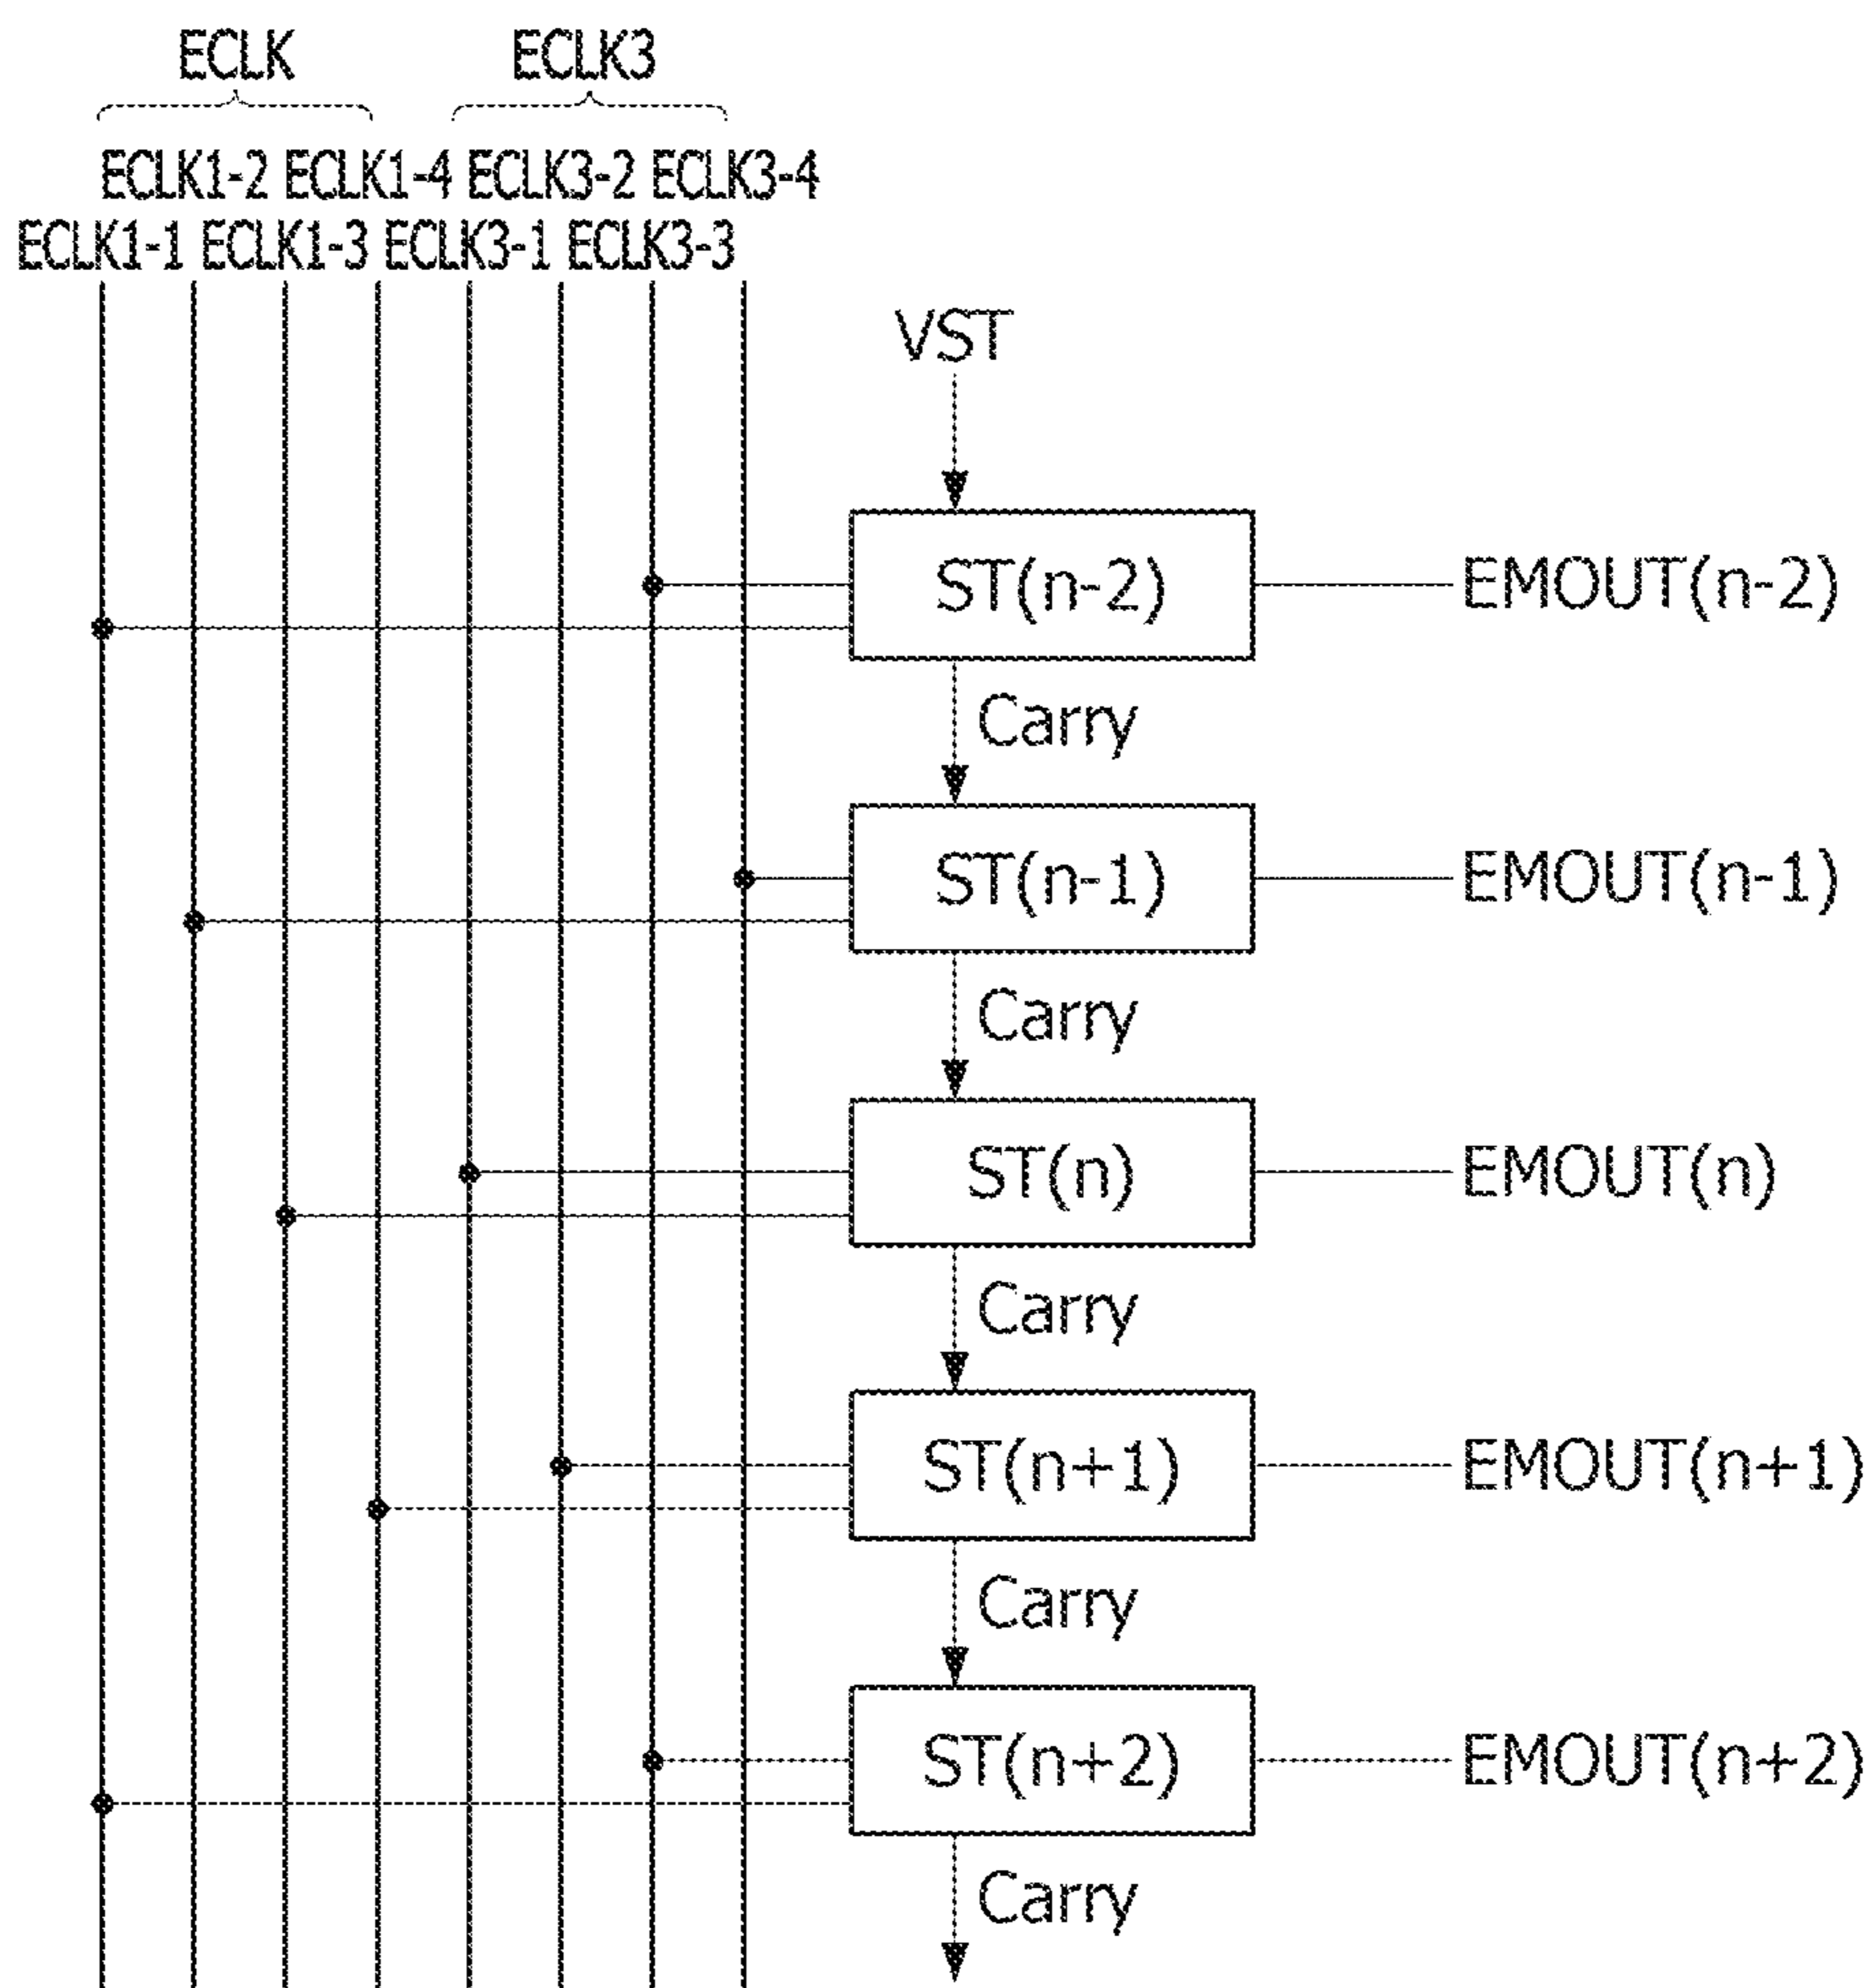 ECLK ECLK3
ECLK1-2 ECLK1-4 ECLK3-2 ECLK3-4
ECLK1-1 ECLK1-3 ECLK3-1 ECLK3-3
VST
ST(n-2) EMOUT(n-2)
Carry
ST(n-1) EMOUT(n-1)
Carry
ST(n) EMOUT(n)
Carry
ST(n+1) EMOUT(n+1)
Carry
ST(n+2) EMOUT(n+2)
Carry